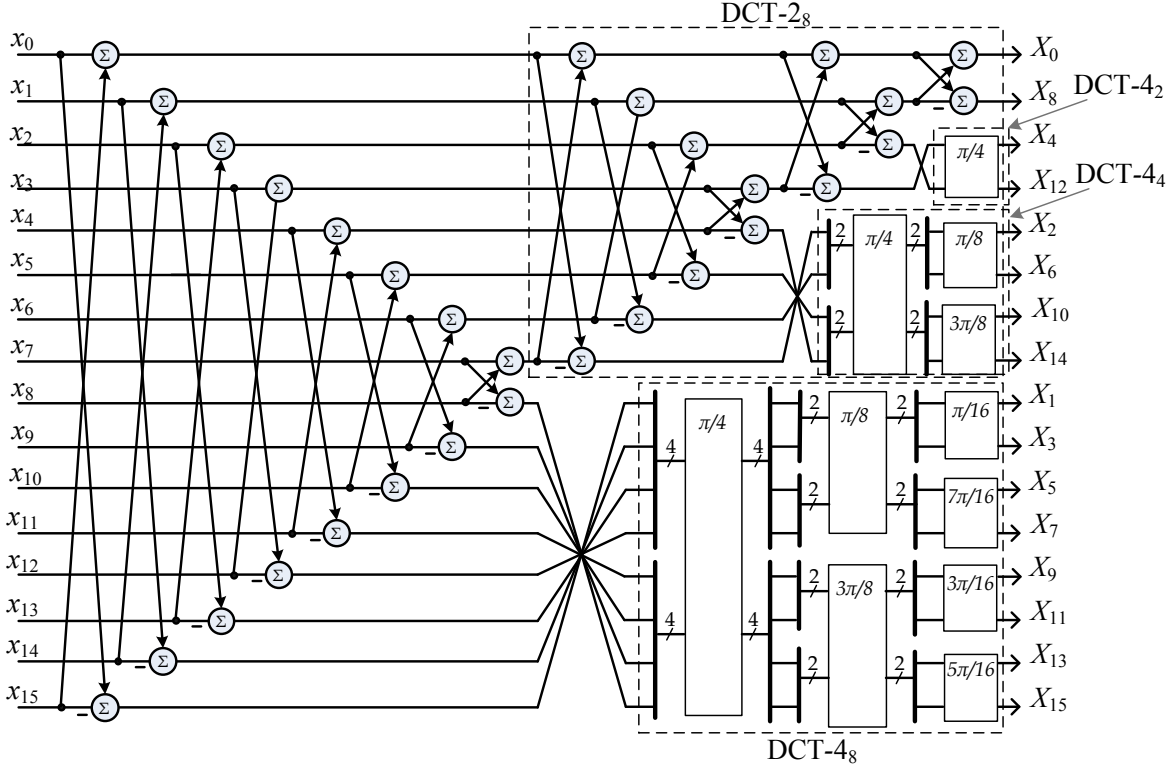 DCT-2₈
x₀
Σ
Σ
Σ
Σ
X₀
x₁
Σ
Σ
Σ
Σ
X₈
DCT-4₂
x₂
Σ
Σ
Σ
π/4
X₄
x₃
Σ
Σ
Σ
X₁₂
DCT-4₄
x₄
Σ
Σ
2
π/4
2
π/8
X₂
x₅
Σ
Σ
X₆
x₆
Σ
Σ
2
2
3π/8
X₁₀
x₇
Σ
Σ
X₁₄
x₈
Σ
π/4
2
π/8
2
π/16
X₁
x₉
Σ
4
4
X₃
x₁₀
Σ
2
2
7π/16
X₅
x₁₁
Σ
X₇
x₁₂
Σ
2
3π/8
2
3π/16
X₉
x₁₃
Σ
4
4
X₁₁
x₁₄
Σ
2
2
5π/16
X₁₃
x₁₅
Σ
X₁₅
DCT-4₈